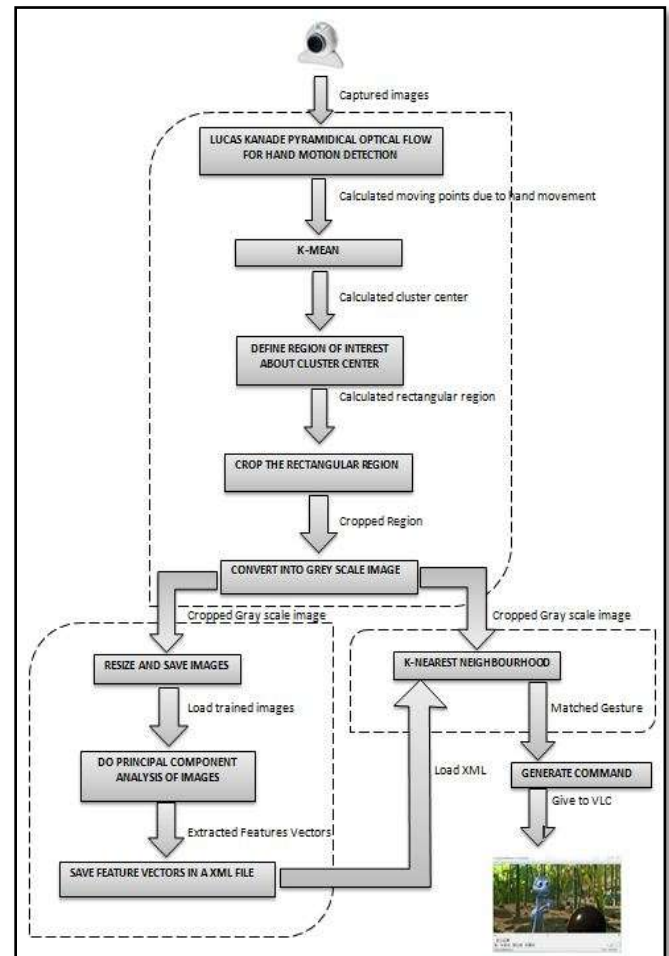 Captured images
LUCAS KANADE PYRAMIDICAL OPTICAL FLOW
FOR HAND MOTION DETECTION
Calculated moving points due to hand movement
K-MEAN
Calculated cluster center
DEFINE REGION OF INTEREST
ABOUT CLUSTER CENTER
Calculated rectangular region
CROP THE RECTANGULAR REGION
Cropped Region
CONVERT INTO GREY SCALE IMAGE
Cropped Gray scale image
RESIZE AND SAVE IMAGES
Load trained images
DO PRINCIPAL COMPONENT
ANALYSIS OF IMAGES
Extracted Features Vectors
SAVE FEATURE VECTORS IN A XML FILE
Load XML
Cropped Gray scale image
K-NEAREST NEIGHBOURHOOD
Matched Gesture
GENERATE COMMAND
Give to VLC